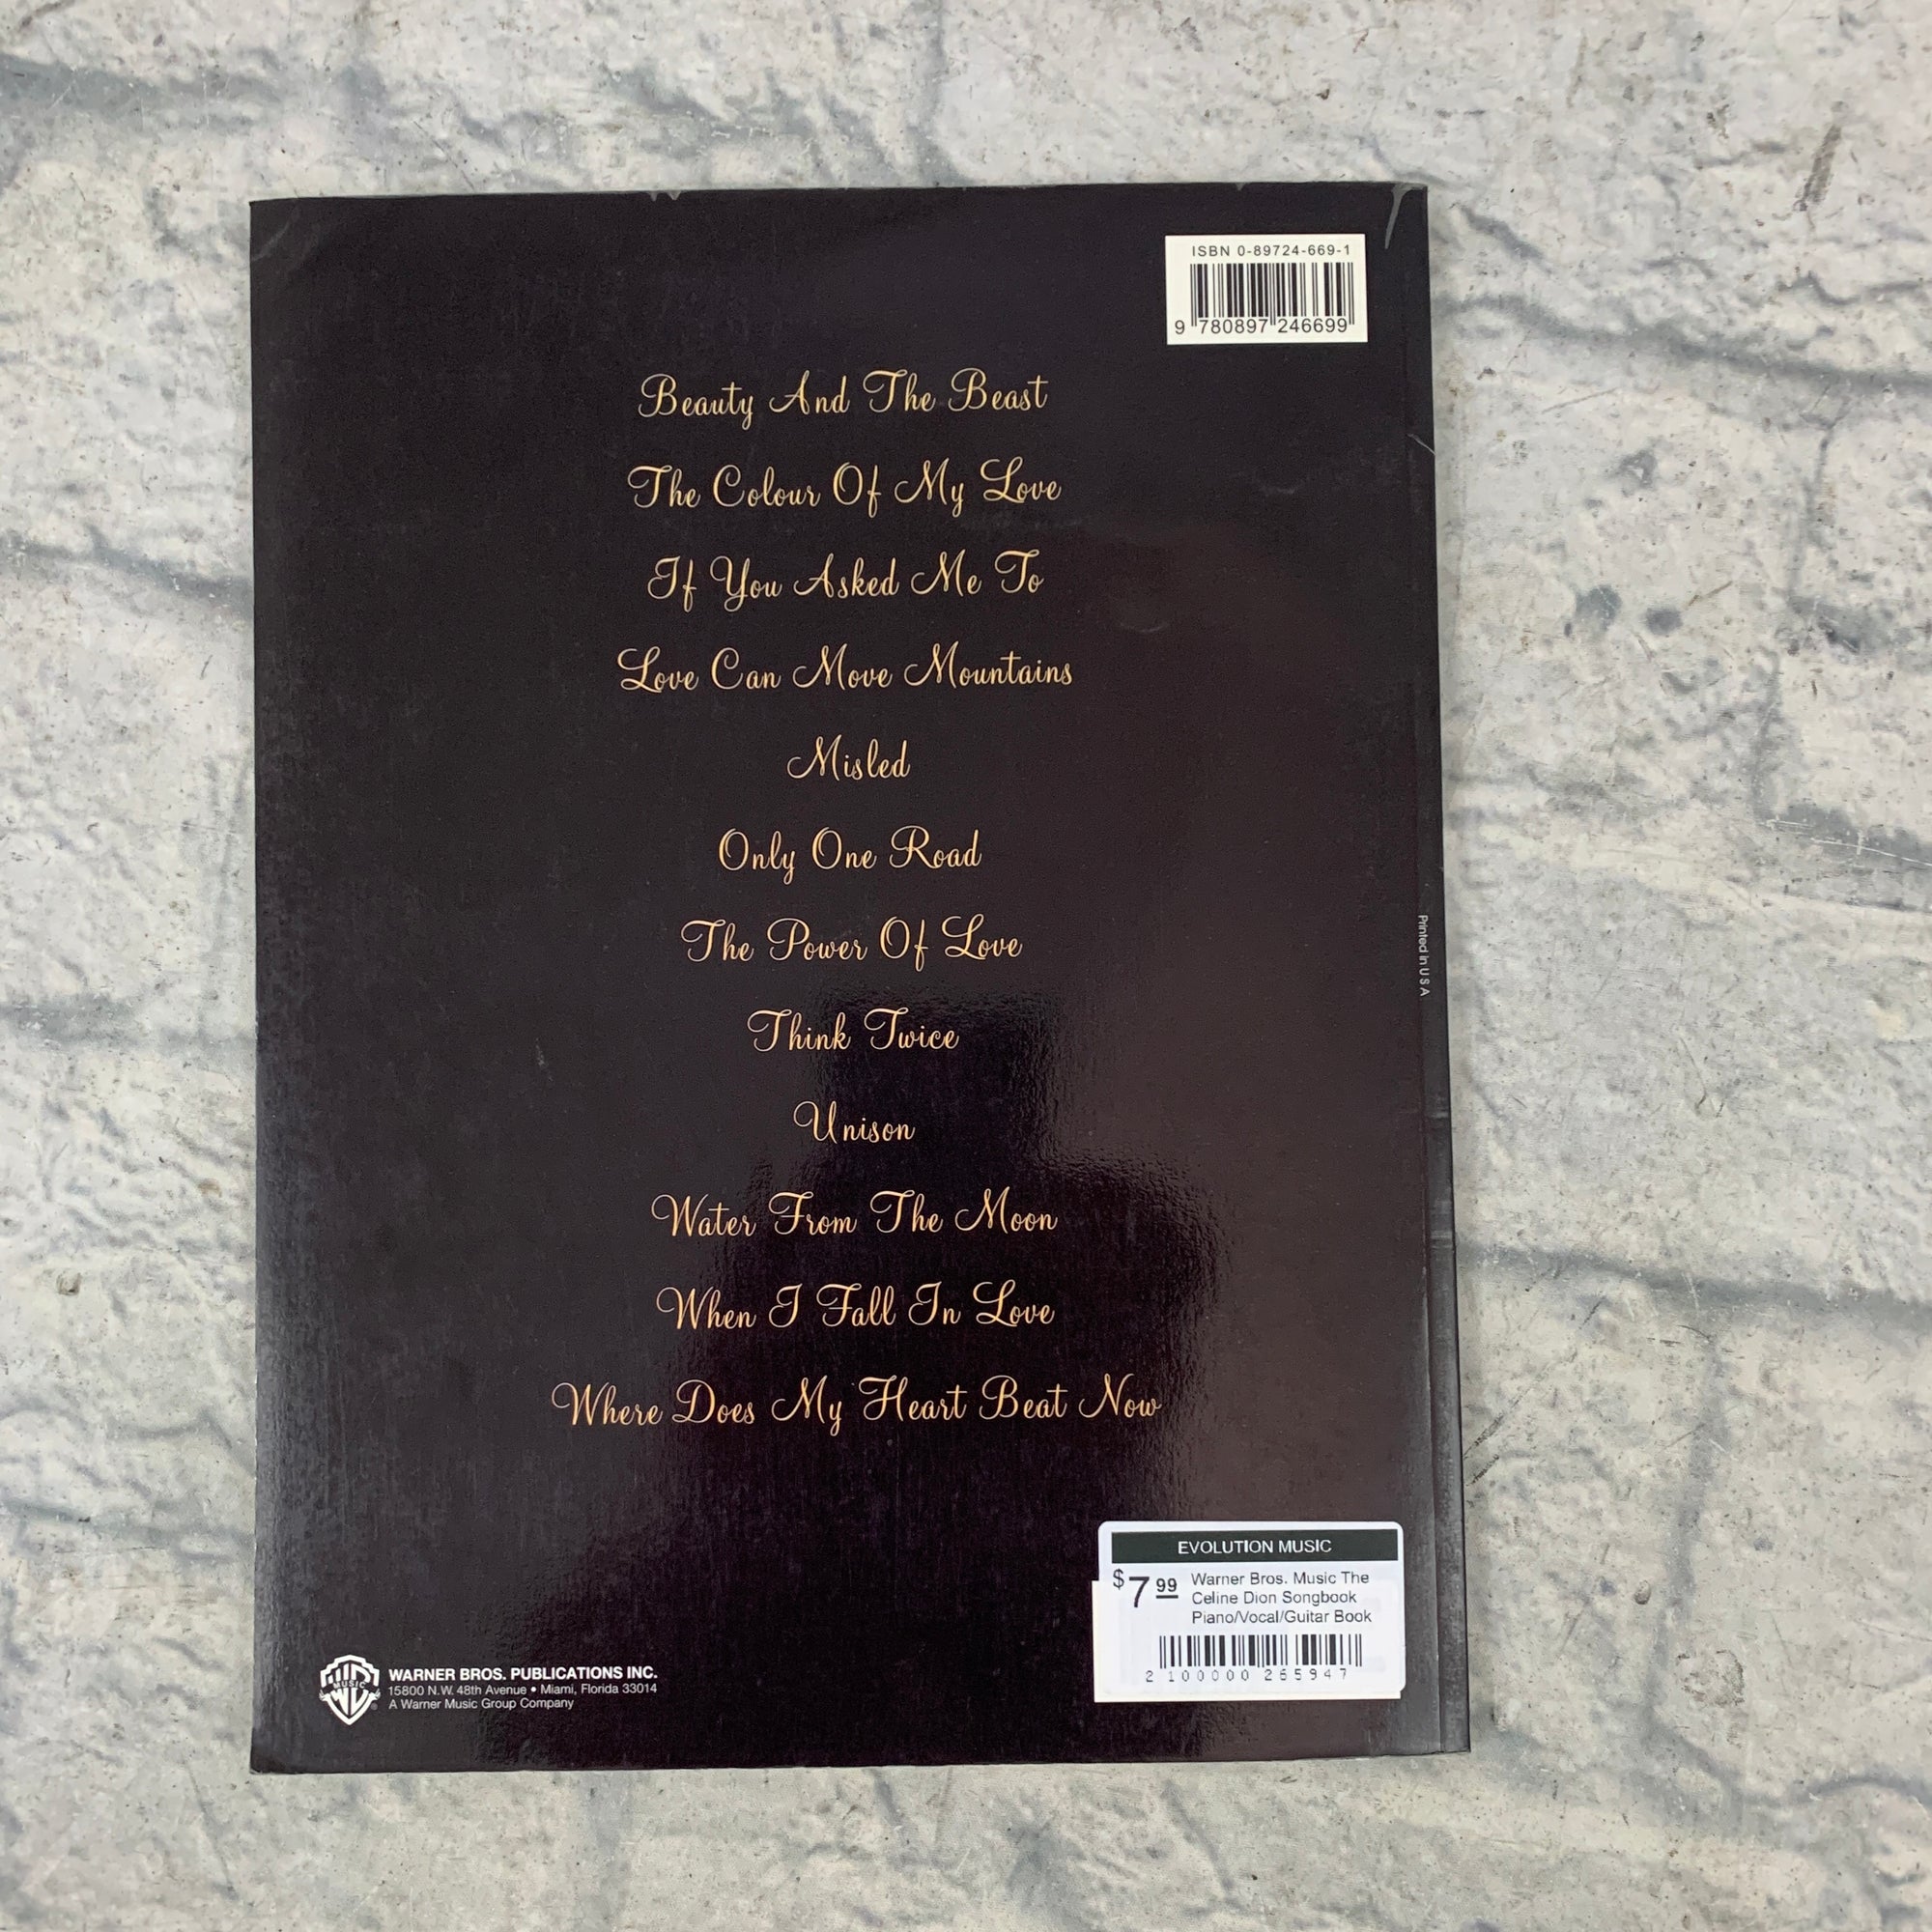 ISBN 0-89724-669-1
9 780897 246699
Beauty And The Beast
The Colour Of My Love
If You Asked Me To
Love Can Move Mountains
Misled
Only One Road
The Power Of Love
Think Twice
Unison
Water From The Moon
When I Fall In Love
Where Does My Heart Beat Now
Printed in U S A
EVOLUTION MUSIC
$7.99
Warner Bros. Music The
Celine Dion Songbook
Piano/Vocal/Guitar Book
2 100000 265947
MUSIC
WARNER BROS. PUBLICATIONS INC.
15800 N.W. 48th Avenue • Miami, Florida 33014
A Warner Music Group Company